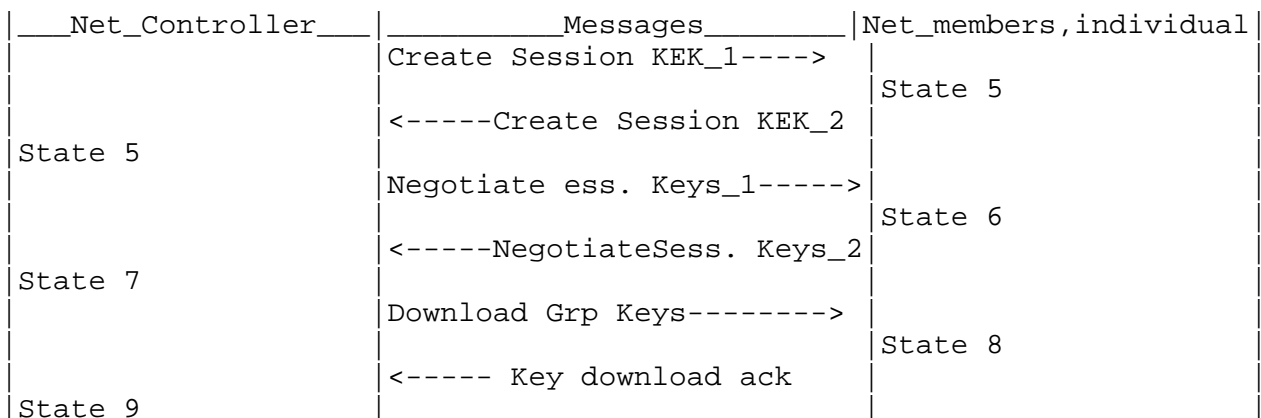 |___Net_Controller___|__________Messages________|Net_members,individual|
|                    |Create Session KEK_1---->  |                      |
|                    |                           |State 5               |
|                    |<-----Create Session KEK_2 |                      |
|State 5             |                           |                      |
|                    |Negotiate ess. Keys_1----->|                      |
|                    |                           |State 6               |
|                    |<-----NegotiateSess. Keys_2|                      |
|State 7             |                           |                      |
|                    |Download Grp Keys-------->  |                      |
|                    |                           |State 8               |
|                    |<----- Key download ack    |                      |
|State 9             |                           |                      |